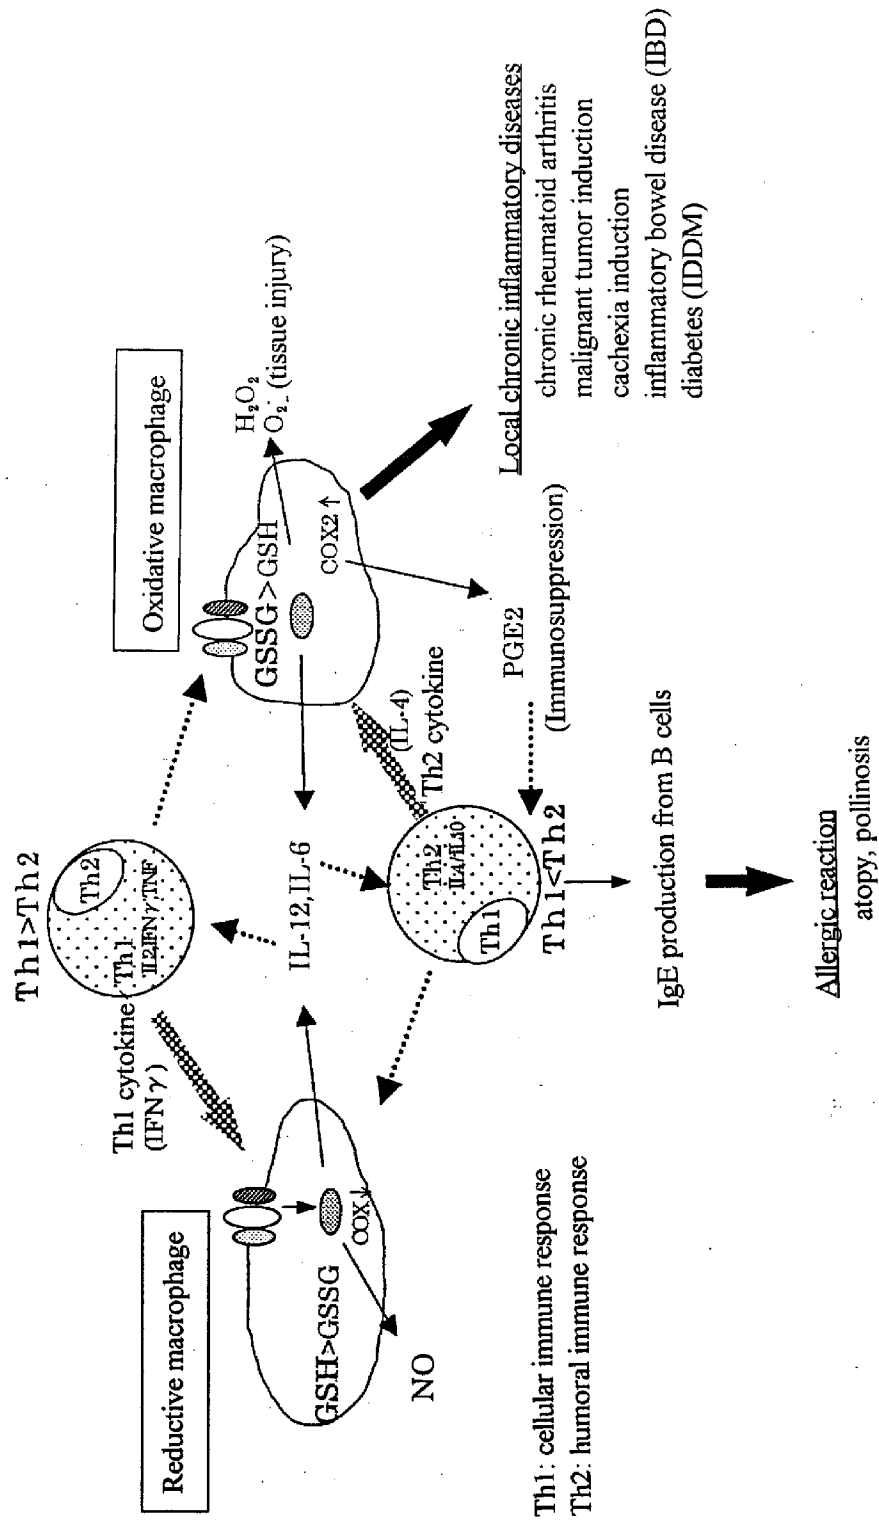 Th1>Th2
Reductive macrophage
Oxidative macrophage
Th1 cytokine
(IFNγ)
Th1
IL2,IFNγ,TNF
Th2
GSH>GSSG
COX↓
NO
IL-12,IL-6
GSSG>GSH
COX2↑
H₂O₂
O₂⁻ (tissue injury)
Th2
IL4/IL10
Th1
Th1<Th2
(IL-4)
Th2 cytokine
PGE2
(Immunosuppression)
Local chronic inflammatory diseases
chronic rheumatoid arthritis
malignant tumor induction
cachexia induction
inflammatory bowel disease (IBD)
diabetes (IDDM)
IgE production from B cells
Allergic reaction
atopy, pollinosis
Th1: cellular immune response
Th2: humoral immune response